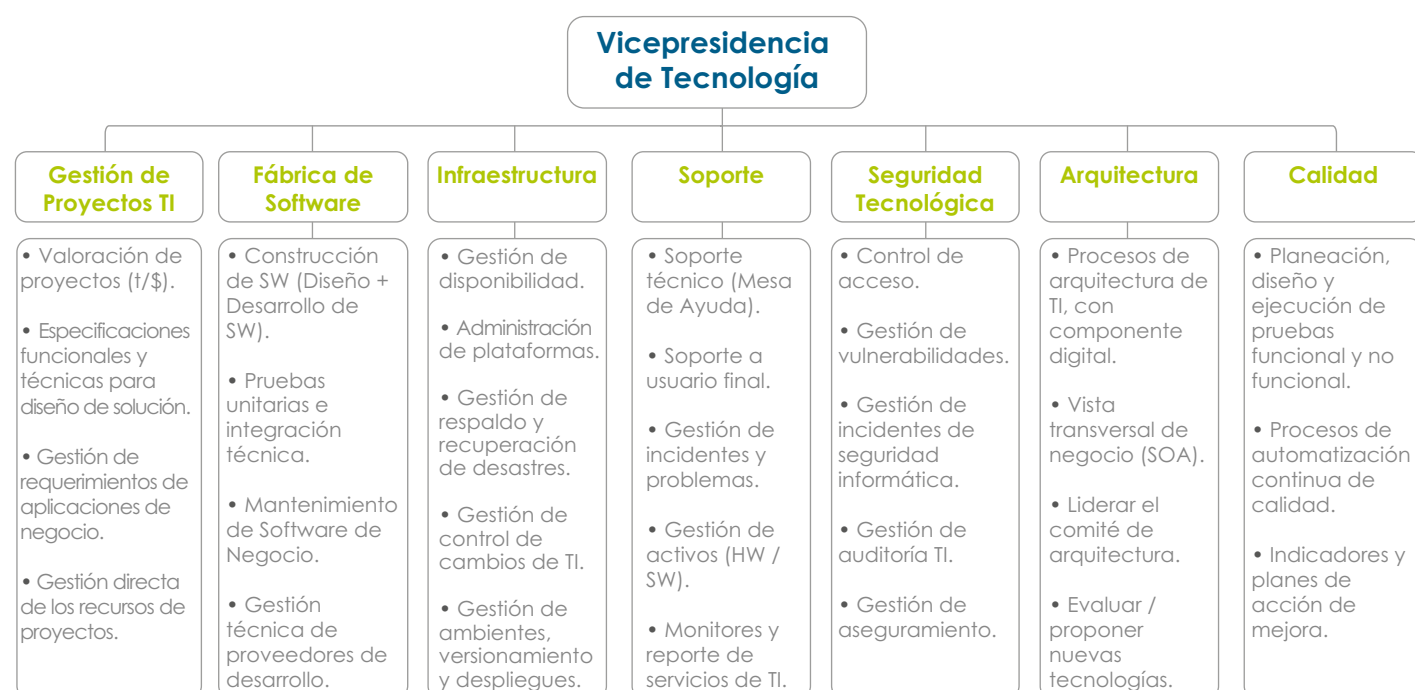 Vicepresidencia
de Tecnología
Gestión de
Proyectos TI
• Valoración de
proyectos (t/$).
• Especificaciones
funcionales y
técnicas para
diseño de solución.
• Gestión de
requerimientos de
aplicaciones de
negocio.
• Gestión directa
de los recursos de
proyectos.
Fábrica de
Software
• Construcción
de SW (Diseño +
Desarrollo de
SW).
• Pruebas
unitarias e
integración
técnica.
• Mantenimiento
de Software de
Negocio.
• Gestión
técnica de
proveedores de
desarrollo.
Infraestructura
• Gestión de
disponibilidad.
• Administración
de plataformas.
• Gestión de
respaldo y
recuperación
de desastres.
• Gestión de
control de
cambios de TI.
• Gestión de
ambientes,
versionamiento
y despliegues.
Soporte
• Soporte
técnico (Mesa
de Ayuda).
• Soporte a
usuario final.
• Gestión de
incidentes y
problemas.
• Gestión de
activos (HW /
SW).
• Monitores y
reporte de
servicios de TI.
Seguridad
Tecnológica
• Control de
acceso.
• Gestión de
vulnerabilidades.
• Gestión de
incidentes de
seguridad
informática.
• Gestión de
auditoría TI.
• Gestión de
aseguramiento.
Arquitectura
• Procesos de
arquitectura de
TI, con
componente
digital.
• Vista
transversal de
negocio (SOA).
• Liderar el
comité de
arquitectura.
• Evaluar /
proponer
nuevas
tecnologías.
Calidad
• Planeación,
diseño y
ejecución de
pruebas
funcional y no
funcional.
• Procesos de
automatización
continua de
calidad.
• Indicadores y
planes de
acción de
mejora.